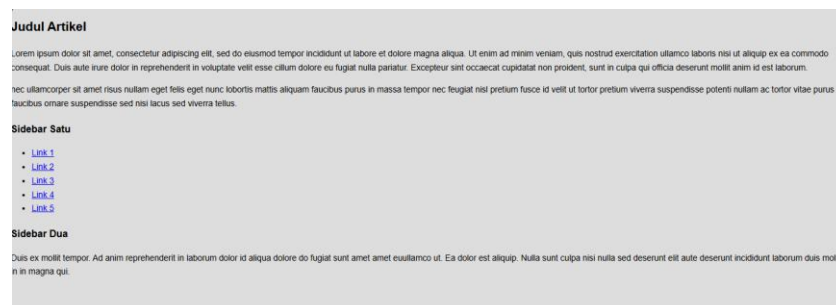 Judul Artikel
Lorem ipsum dolor sit amet, consectetur adipiscing elit, sed do eiusmod tempor incididunt ut labore et dolore magna aliqua. Ut enim ad minim veniam, quis nostrud exercitation ullamco laboris nisi ut aliquip ex ea commodo
consequat. Duis aute irure dolor in reprehenderit in voluptate velit esse cillum dolore eu fugiat nulla pariatur. Excepteur sint occaecat cupidatat non proident, sunt in culpa qui officia deserunt mollit anim id est laborum.
nec ullamcorper sit amet risus nullam eget felis eget nunc lobortis mattis aliquam faucibus purus in massa tempor nec feugiat nisl pretium fusce id velit ut tortor pretium viverra suspendisse potenti nullam ac tortor vitae purus
faucibus ornare suspendisse sed nisi lacus sed viverra tellus.
Sidebar Satu
• Link 1
• Link 2
• Link 3
• Link 4
• Link 5
Sidebar Dua
Duis ex mollit tempor. Ad anim reprehenderit in laborum dolor id aliqua dolore do fugiat sunt amet amet euullamco ut. Ea dolor est aliquip. Nulla sunt culpa nisi nulla sed deserunt elit aute deserunt incididunt laborum duis mol
in in magna qui.